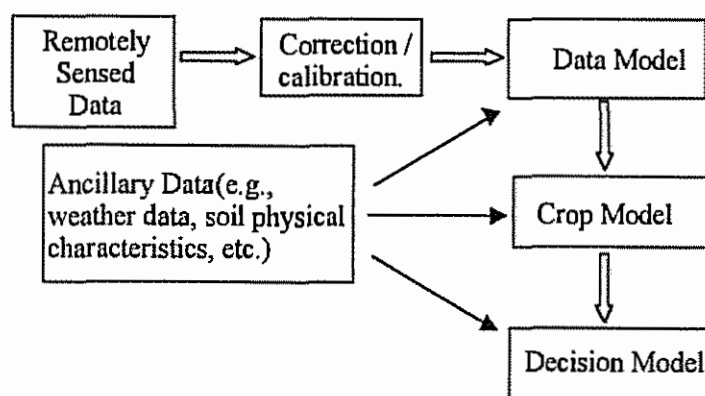 Remotely
Sensed
Data
Correction /
calibration.
Data Model
Ancillary Data(e.g.,
weather data, soil physical
characteristics, etc.)
Crop Model
Decision Model